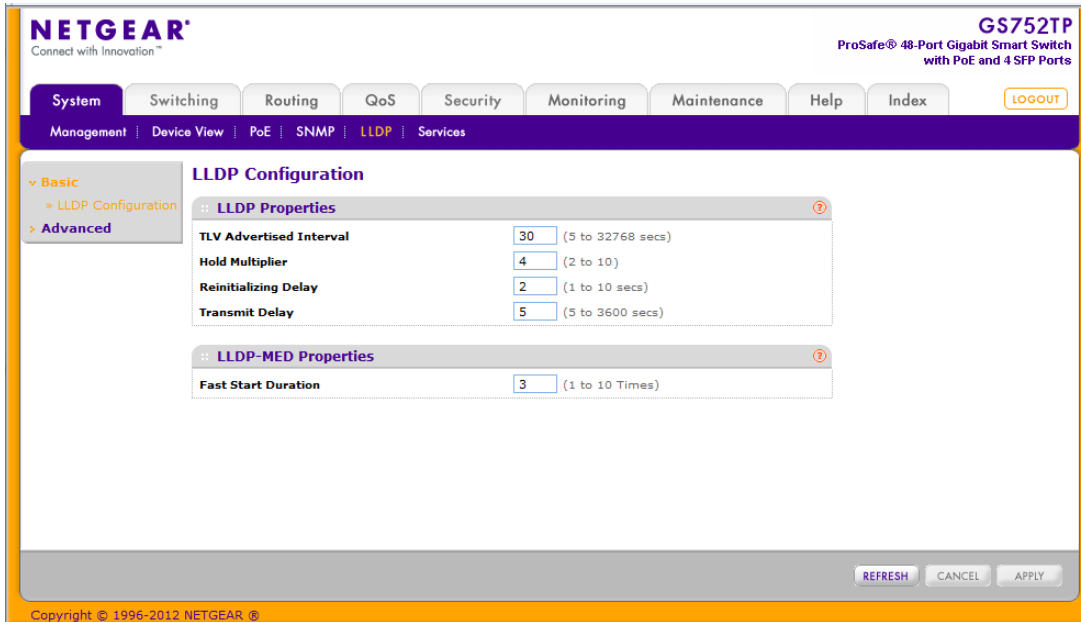 NETGEAR®
Connect with Innovation™
GS752TP
ProSafe® 48-Port Gigabit Smart Switch
with PoE and 4 SFP Ports
System Switching Routing QoS Security Monitoring Maintenance Help Index LOGOUT
Management Device View PoE SNMP LLDP Services
Basic
» LLDP Configuration
> Advanced
LLDP Configuration
:: LLDP Properties ?
TLV Advertised Interval 30 (5 to 32768 secs)
Hold Multiplier 4 (2 to 10)
Reinitializing Delay 2 (1 to 10 secs)
Transmit Delay 5 (5 to 3600 secs)
:: LLDP-MED Properties ?
Fast Start Duration 3 (1 to 10 Times)
REFRESH CANCEL APPLY
Copyright © 1996-2012 NETGEAR ®